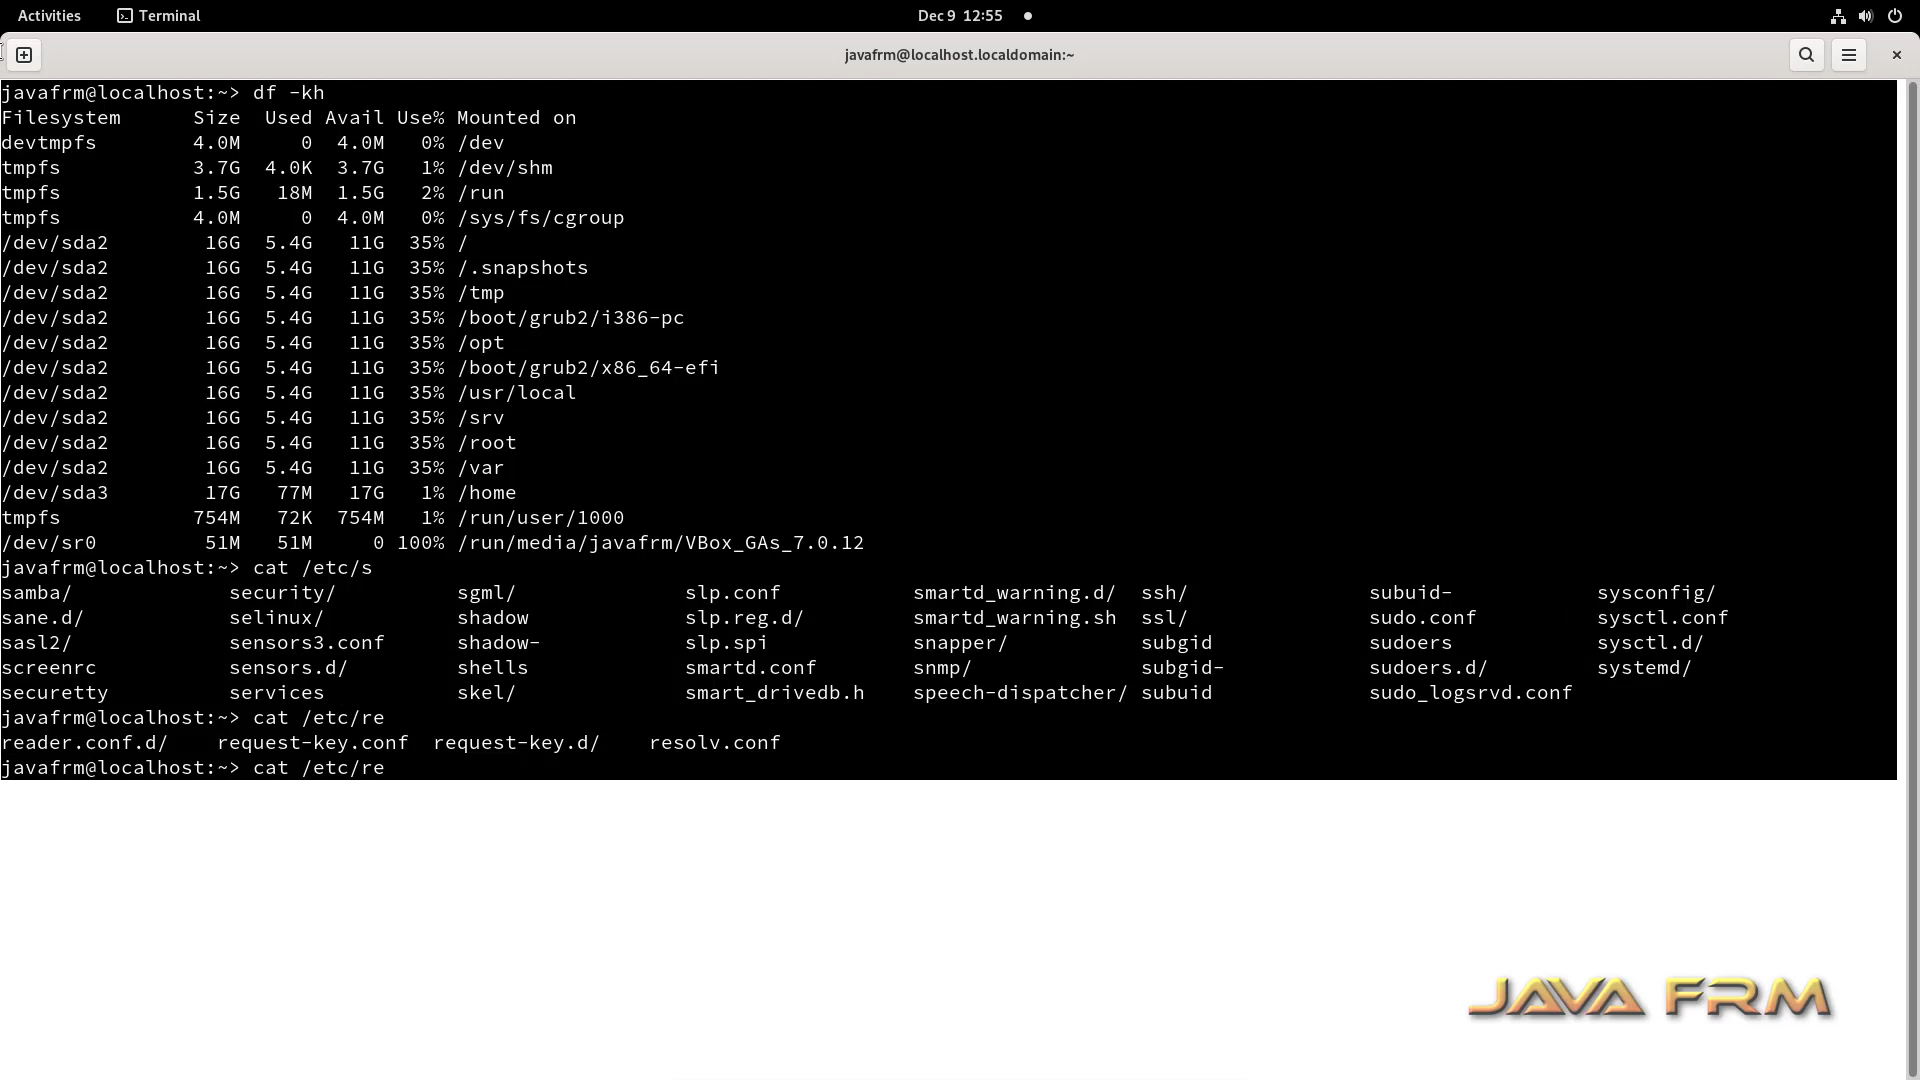 Activities Terminal Dec 9 12:55
javafrm@localhost.localdomain:~
javafrm@localhost:~> df -kh
Filesystem      Size  Used Avail Use% Mounted on
devtmpfs        4.0M     0  4.0M   0% /dev
tmpfs           3.7G  4.0K  3.7G   1% /dev/shm
tmpfs           1.5G   18M  1.5G   2% /run
tmpfs           4.0M     0  4.0M   0% /sys/fs/cgroup
/dev/sda2        16G  5.4G   11G  35% /
/dev/sda2        16G  5.4G   11G  35% /.snapshots
/dev/sda2        16G  5.4G   11G  35% /tmp
/dev/sda2        16G  5.4G   11G  35% /boot/grub2/i386-pc
/dev/sda2        16G  5.4G   11G  35% /opt
/dev/sda2        16G  5.4G   11G  35% /boot/grub2/x86_64-efi
/dev/sda2        16G  5.4G   11G  35% /usr/local
/dev/sda2        16G  5.4G   11G  35% /srv
/dev/sda2        16G  5.4G   11G  35% /root
/dev/sda2        16G  5.4G   11G  35% /var
/dev/sda3        17G   77M   17G   1% /home
tmpfs           754M   72K  754M   1% /run/user/1000
/dev/sr0         51M   51M     0 100% /run/media/javafrm/VBox_GAs_7.0.12
javafrm@localhost:~> cat /etc/s
samba/ security/ sgml/ slp.conf smartd_warning.d/ ssh/ subuid- sysconfig/
sane.d/ selinux/ shadow slp.reg.d/ smartd_warning.sh ssl/ sudo.conf sysctl.conf
sasl2/ sensors3.conf shadow- slp.spi snapper/ subgid sudoers sysctl.d/
screenrc sensors.d/ shells smartd.conf snmp/ subgid- sudoers.d/ systemd/
securetty services skel/ smart_drivedb.h speech-dispatcher/ subuid sudo_logsrvd.conf
javafrm@localhost:~> cat /etc/re
reader.conf.d/ request-key.conf request-key.d/ resolv.conf
javafrm@localhost:~> cat /etc/re
JAVA FRM